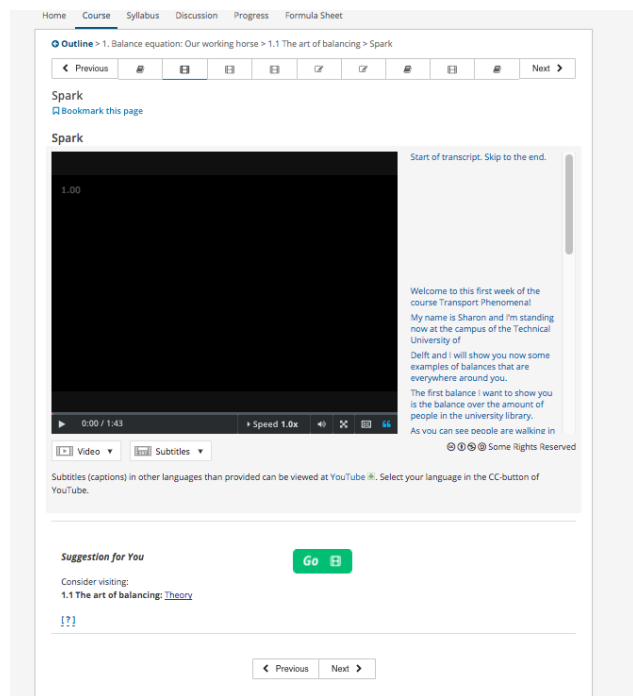 Home Course Syllabus Discussion Progress Formula Sheet
Outline > 1. Balance equation: Our working horse > 1.1 The art of balancing > Spark
Previous Next
Spark
Bookmark this page
Spark
1.00
Start of transcript. Skip to the end.
Welcome to this first week of the
course Transport Phenomena!
My name is Sharon and I'm standing
now at the campus of the Technical
University of
Delft and I will show you now some
examples of balances that are
everywhere around you.
The first balance I want to show you
is the balance over the amount of
people in the university library.
As you can see people are walking in
0:00 / 1:43 Speed 1.0x
Video Subtitles
Some Rights Reserved
Subtitles (captions) in other languages than provided can be viewed at YouTube. Select your language in the CC-button of
YouTube.
Suggestion for You
Go
Consider visiting:
1.1 The art of balancing: Theory
[?]
Previous Next